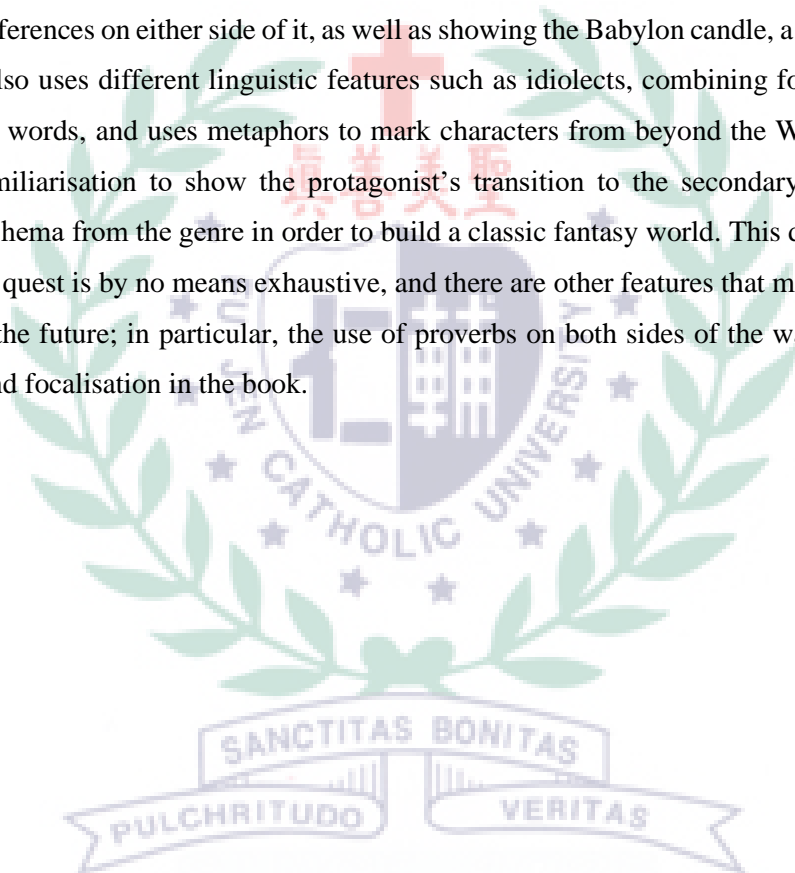 ferences on either side of it, as well as showing the Babylon candle, a
lso uses different linguistic features such as idiolects, combining fo
words, and uses metaphors to mark characters from beyond the W
miliarisation to show the protagonist's transition to the secondary
hema from the genre in order to build a classic fantasy world. This c
quest is by no means exhaustive, and there are other features that m
the future; in particular, the use of proverbs on both sides of the wa
nd focalisation in the book.
真善美聖
FU JEN CATHOLIC UNIVERSITY
SANCTITAS BONITAS
PULCHRITUDO VERITAS